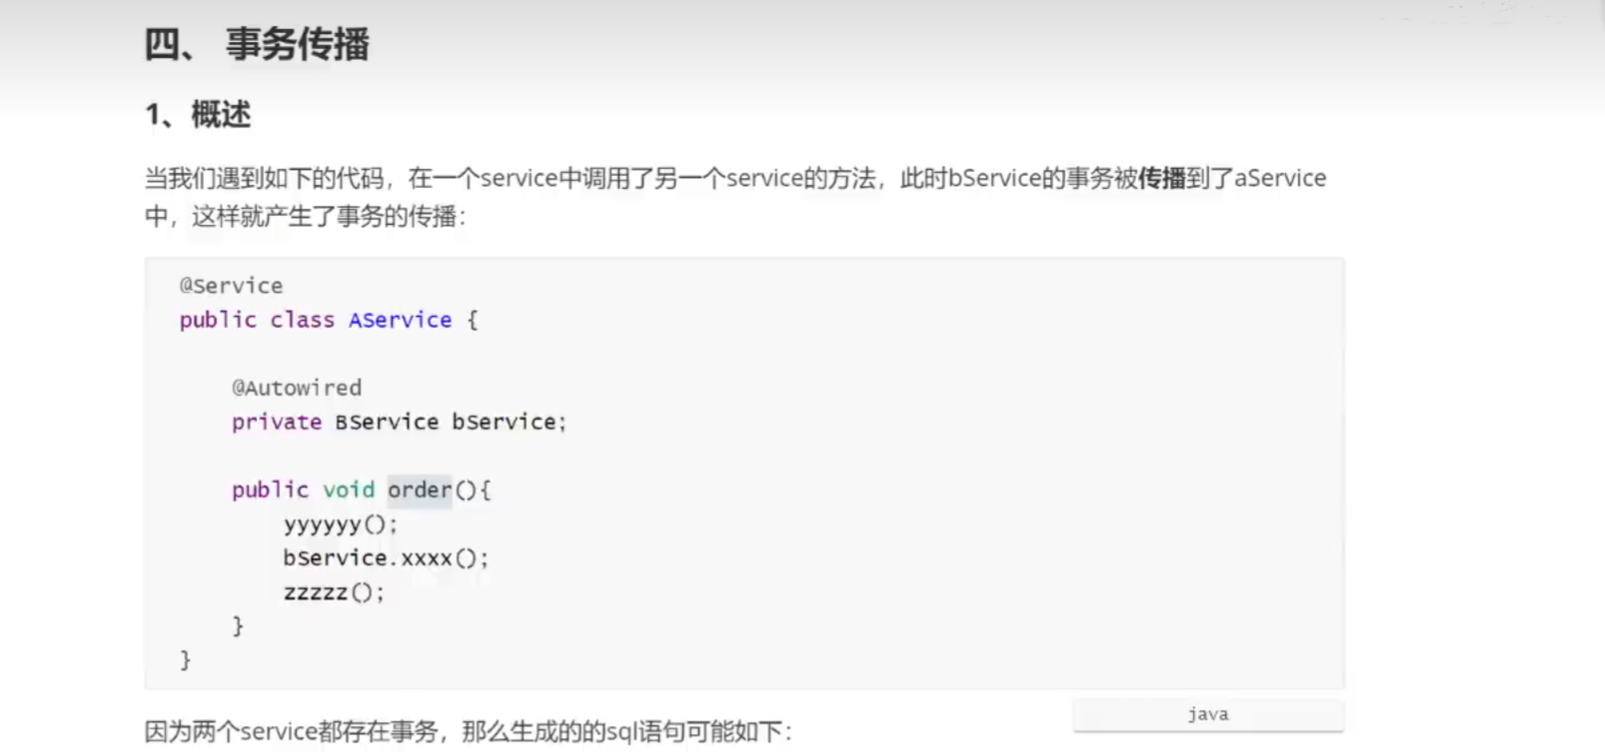 四、 事务传播
1、概述
当我们遇到如下的代码，在一个service中调用了另一个service的方法，此时bService的事务被传播到了aService
中，这样就产生了事务的传播：
@Service
public class AService {
@Autowired
private BService bService;
public void order(){
yyyyyy();
bService.xxxx();
zzzzz();
}
}
java
因为两个service都存在事务，那么生成的的sql语句可能如下：